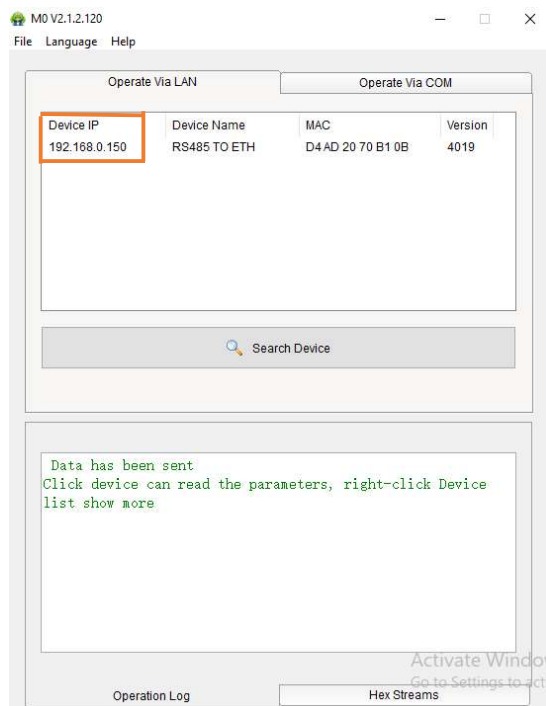 M0 V2.1.2.120
File Language Help
Operate Via LAN Operate Via COM
Device IP Device Name MAC Version
192.168.0.150 RS485 TO ETH D4 AD 20 70 B1 0B 4019
Search Device
Data has been sent
Click device can read the parameters, right-click Device
list show more
Activate Windo
Go to Settings to act
Operation Log Hex Streams